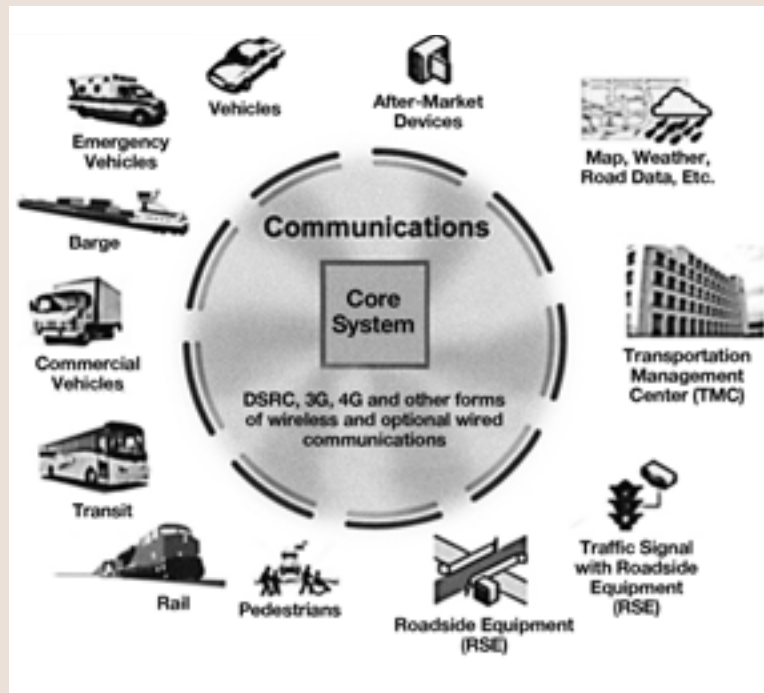 Vehicles
After-Market
Devices
Emergency
Vehicles
Map, Weather,
Road Data, Etc.
Barge
Communications
Core
System
Commercial
Vehicles
Transportation
Management
Center (TMC)
DSRC, 3G, 4G and other forms
of wireless and optional wired
communications
Transit
Traffic Signal
with Roadside
Equipment
(RSE)
Rail
Pedestrians
Roadside Equipment
(RSE)